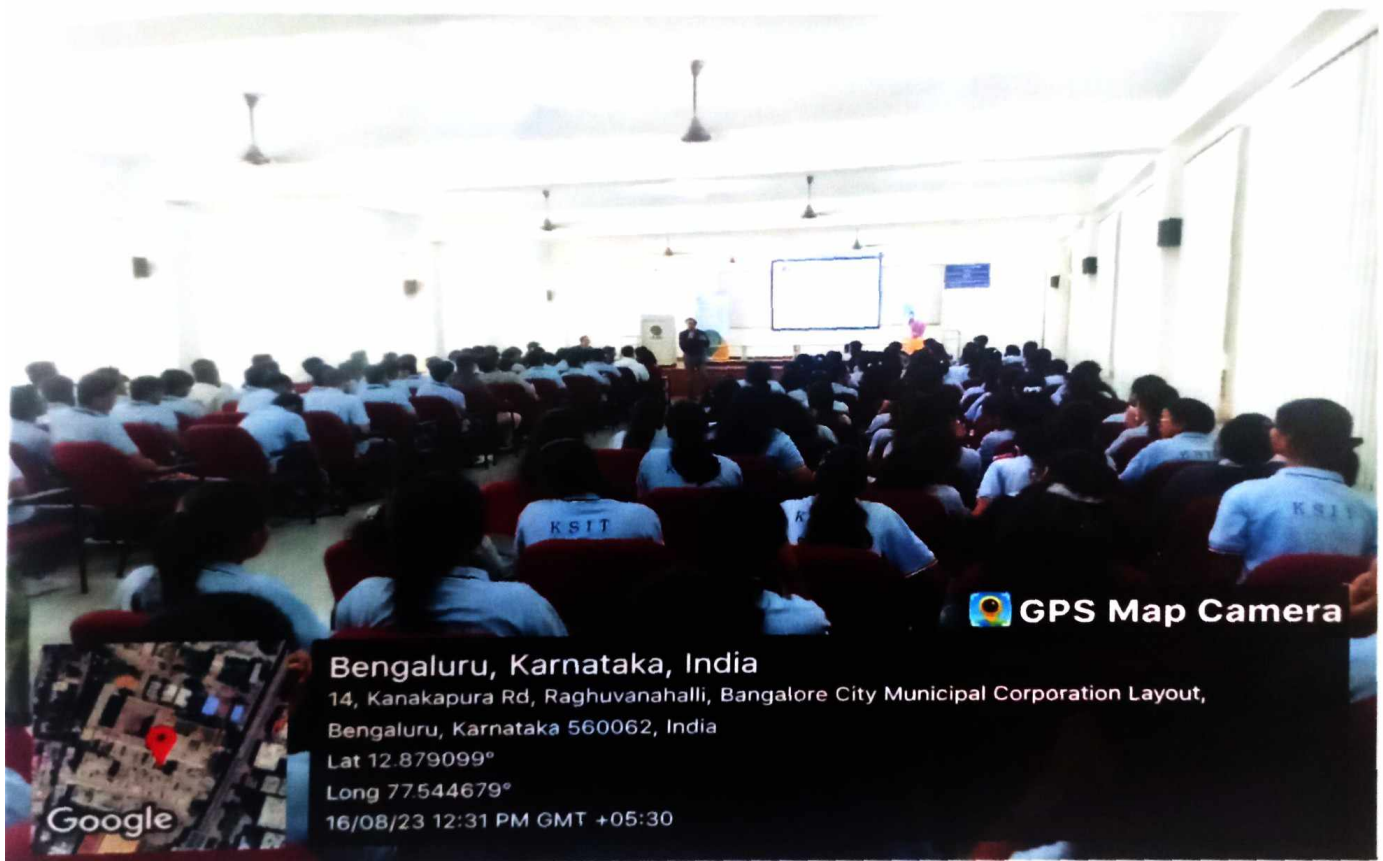 KSIT
KSIT
GPS Map Camera
Bengaluru, Karnataka, India
14, Kanakapura Rd, Raghuvanahalli, Bangalore City Municipal Corporation Layout,
Bengaluru, Karnataka 560062, India
Lat 12.879099°
Long 77.544679°
16/08/23 12:31 PM GMT +05:30
Google